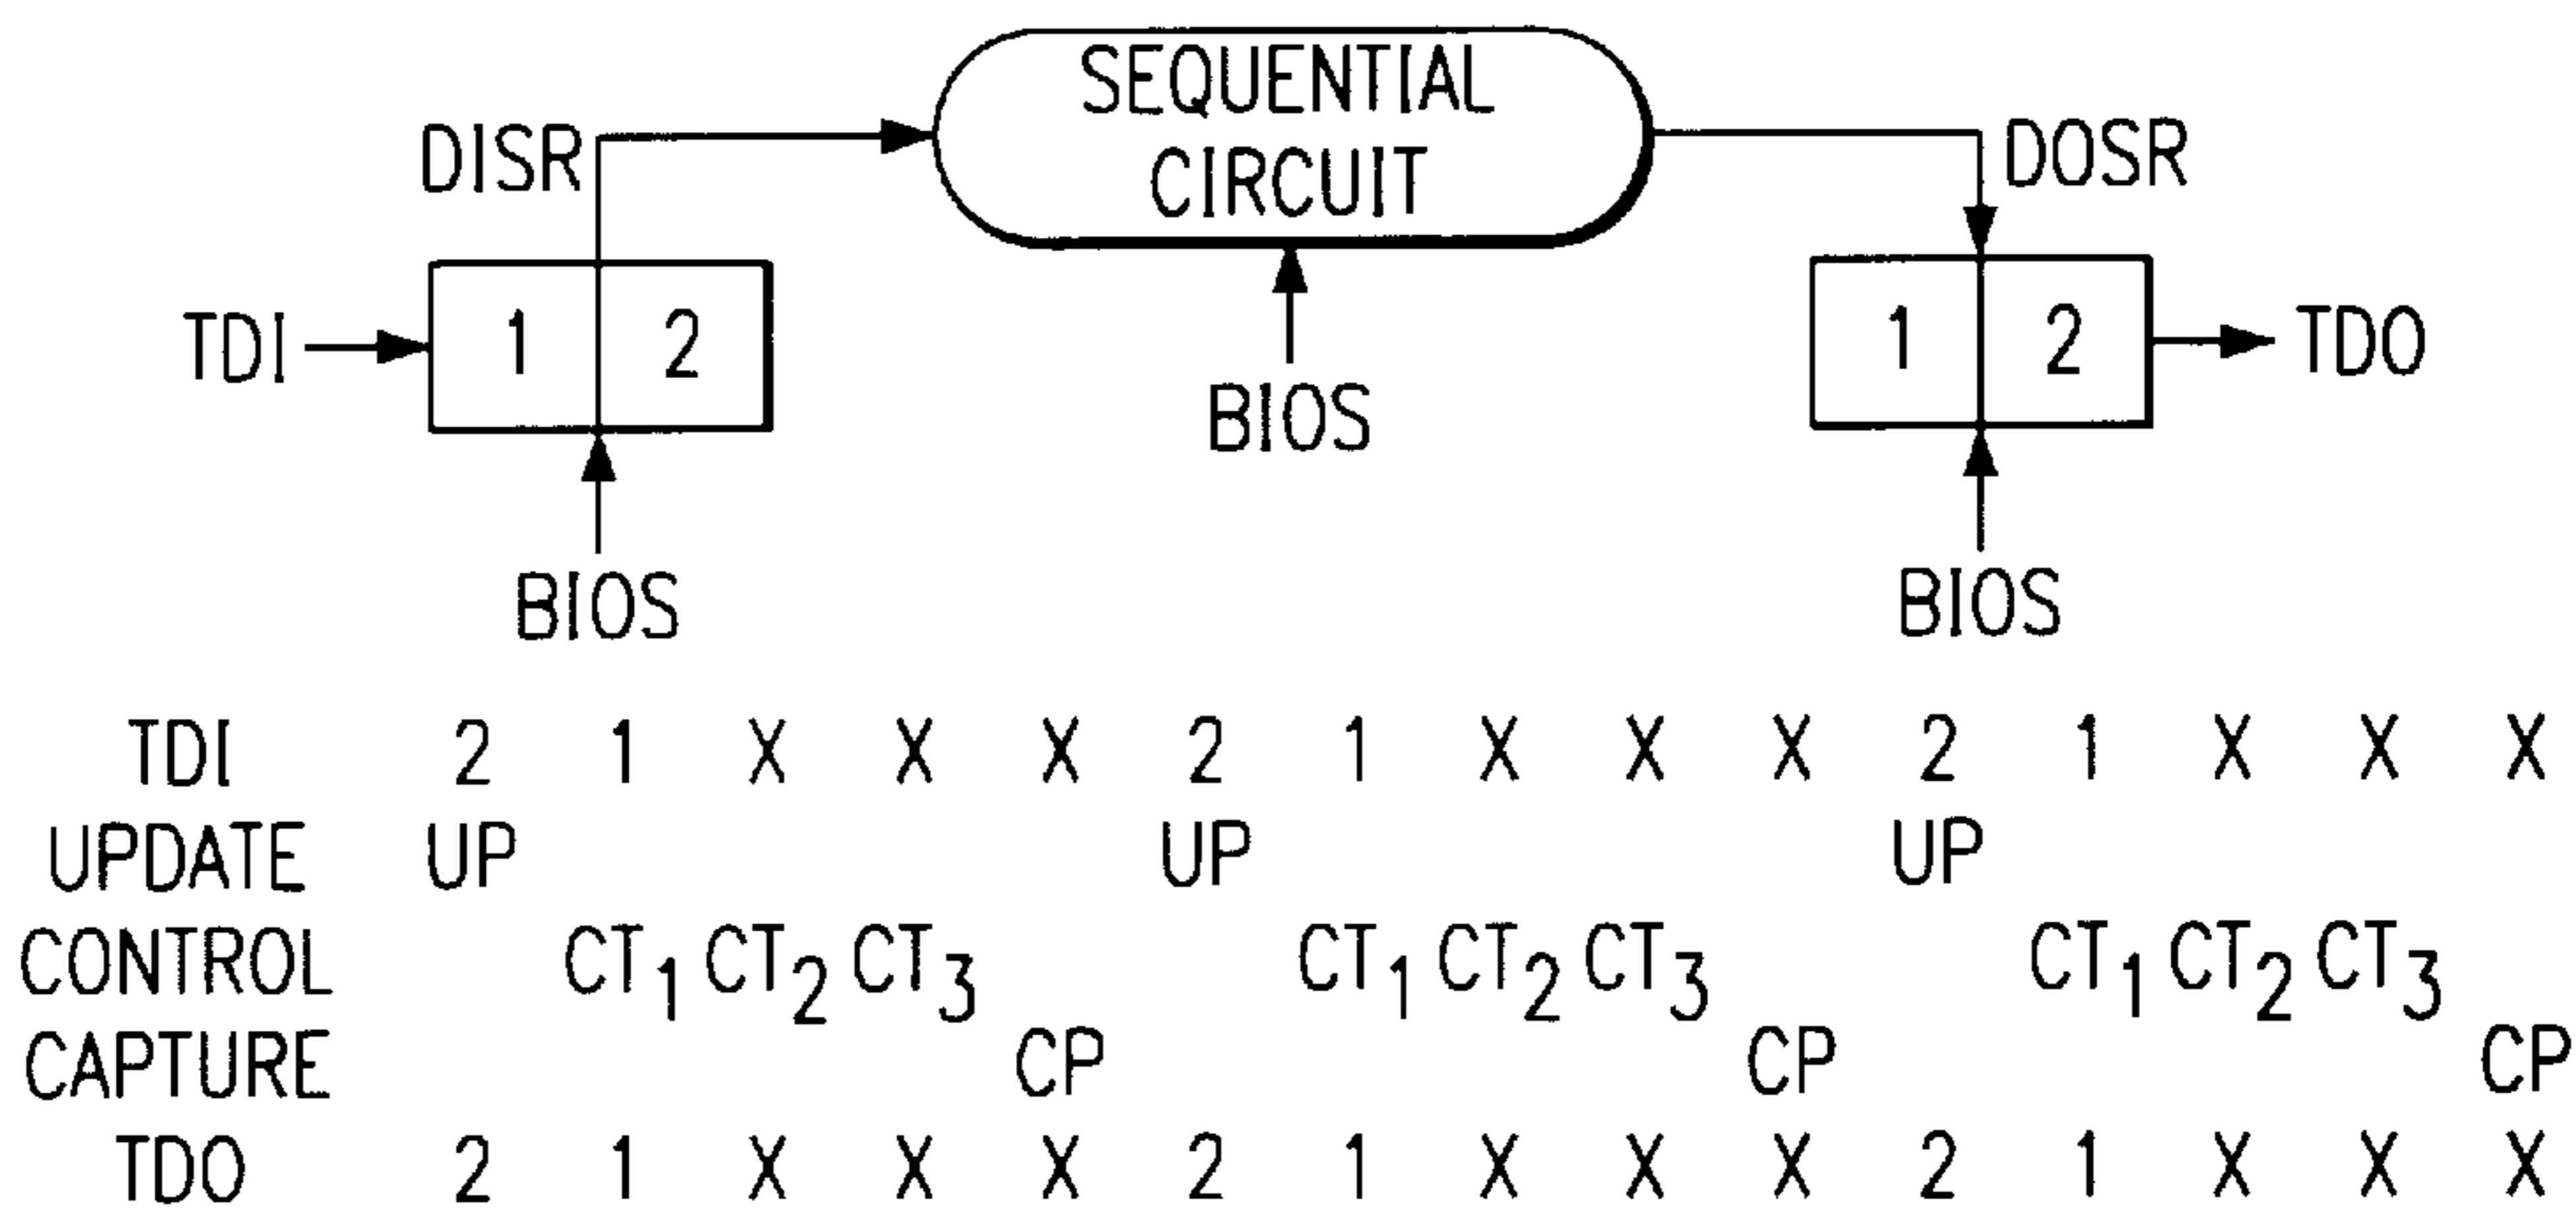 SEQUENTIAL
CIRCUIT
DISR
DOSR
TDI
1 2
1 2
TDO
BIOS
BIOS
BIOS
TDI 2 1 X X X 2 1 X X X 2 1 X X X
UPDATE UP UP UP
CONTROL CT1 CT2 CT3 CT1 CT2 CT3 CT1 CT2 CT3
CAPTURE CP CP CP
TDO 2 1 X X X 2 1 X X X 2 1 X X X